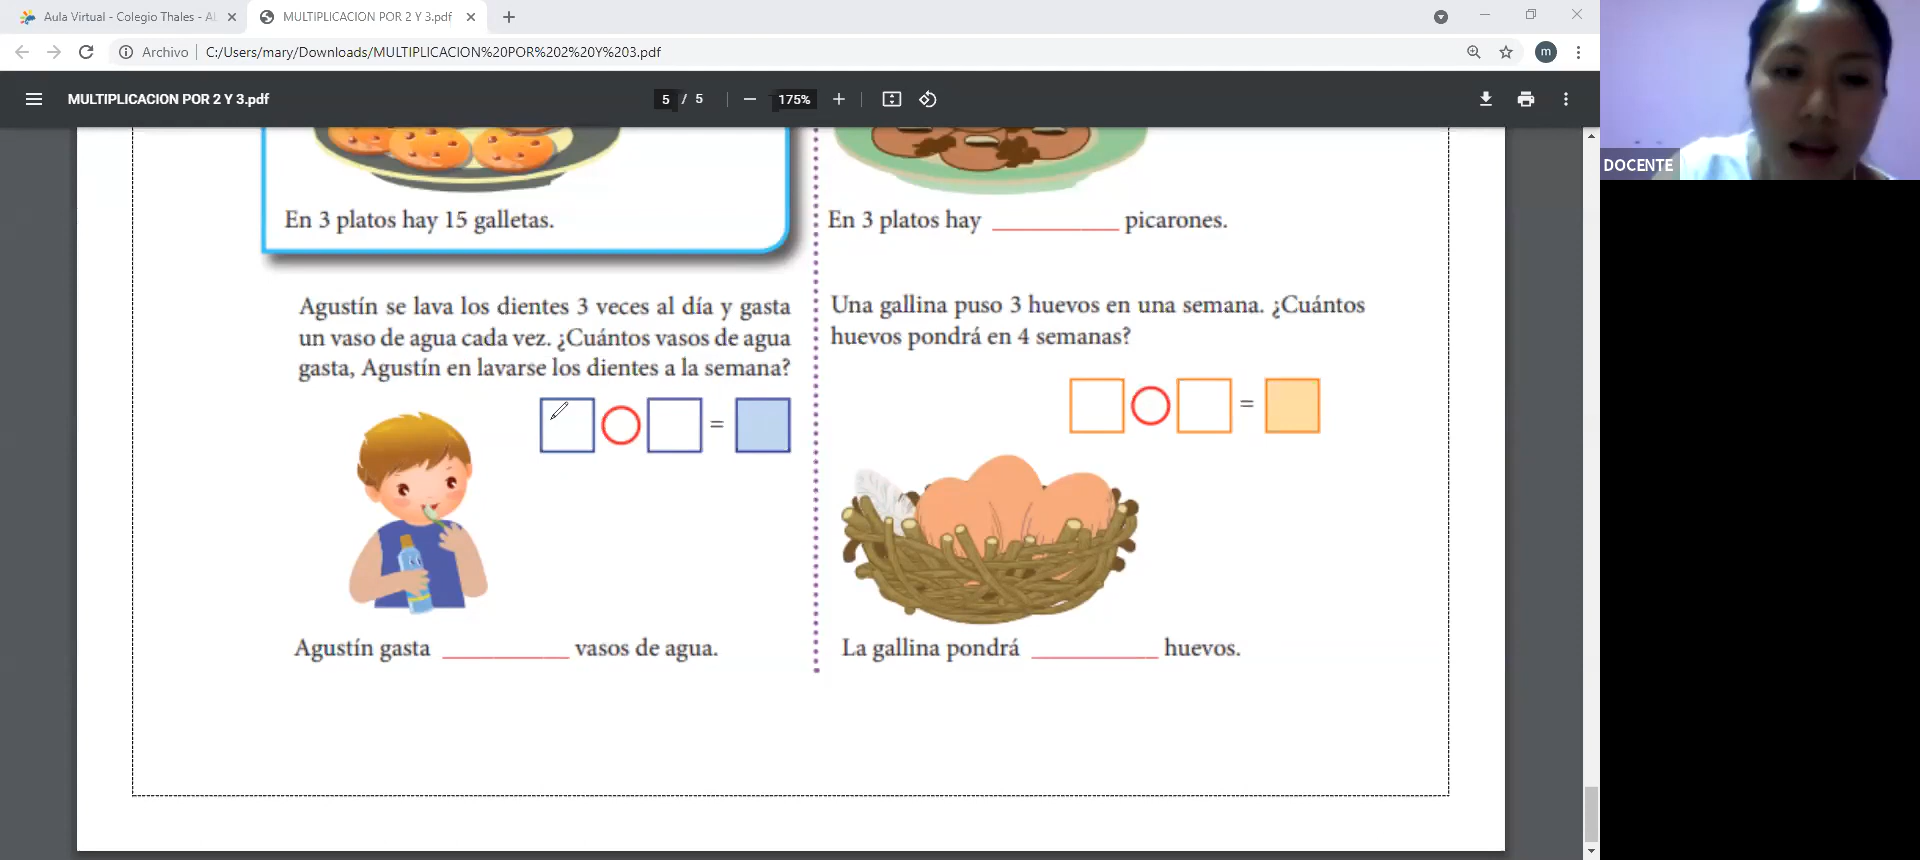 Aula Virtual - Colegio Thales - A
MULTIPLICACION POR 2 Y 3.pdf
Archivo
C:/Users/mary/Downloads/MULTIPLICACION%20POR%202%20Y%203.pdf
m
MULTIPLICACION POR 2 Y 3.pdf
5 / 5
175%
DOCENTE
En 3 platos hay 15 galletas.
En 3 platos hay __________ picarones.
Agustín se lava los dientes 3 veces al día y gasta
un vaso de agua cada vez. ¿Cuántos vasos de agua
gasta, Agustín en lavarse los dientes a la semana?
=
Agustín gasta __________ vasos de agua.
Una gallina puso 3 huevos en una semana. ¿Cuántos
huevos pondrá en 4 semanas?
=
La gallina pondrá __________ huevos.